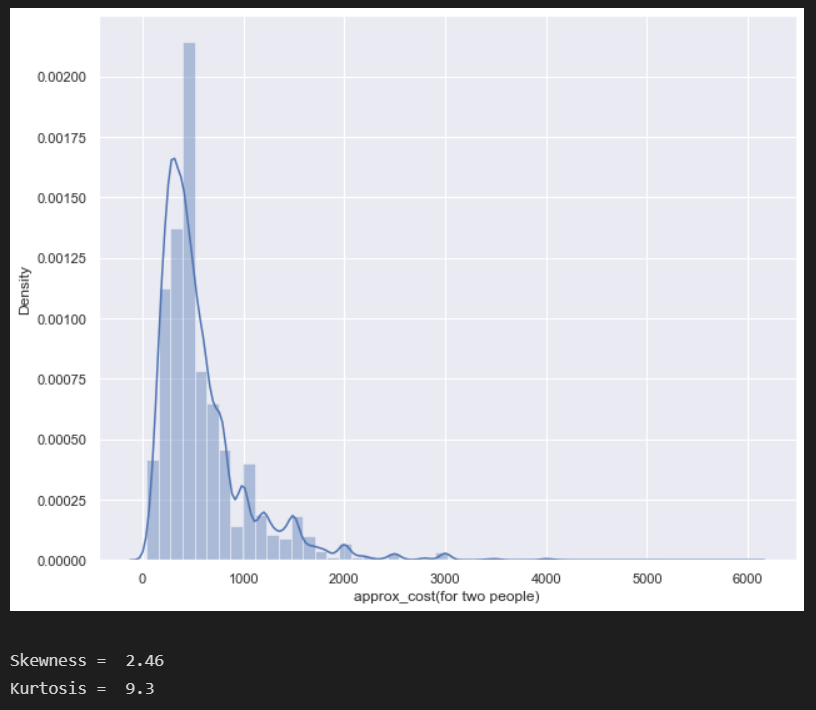 0.00200
0.00175
0.00150
0.00125
0.00100
0.00075
0.00050
0.00025
0.00000
Density
0 1000 2000 3000 4000 5000 6000
approx_cost(for two people)
Skewness = 2.46
Kurtosis = 9.3